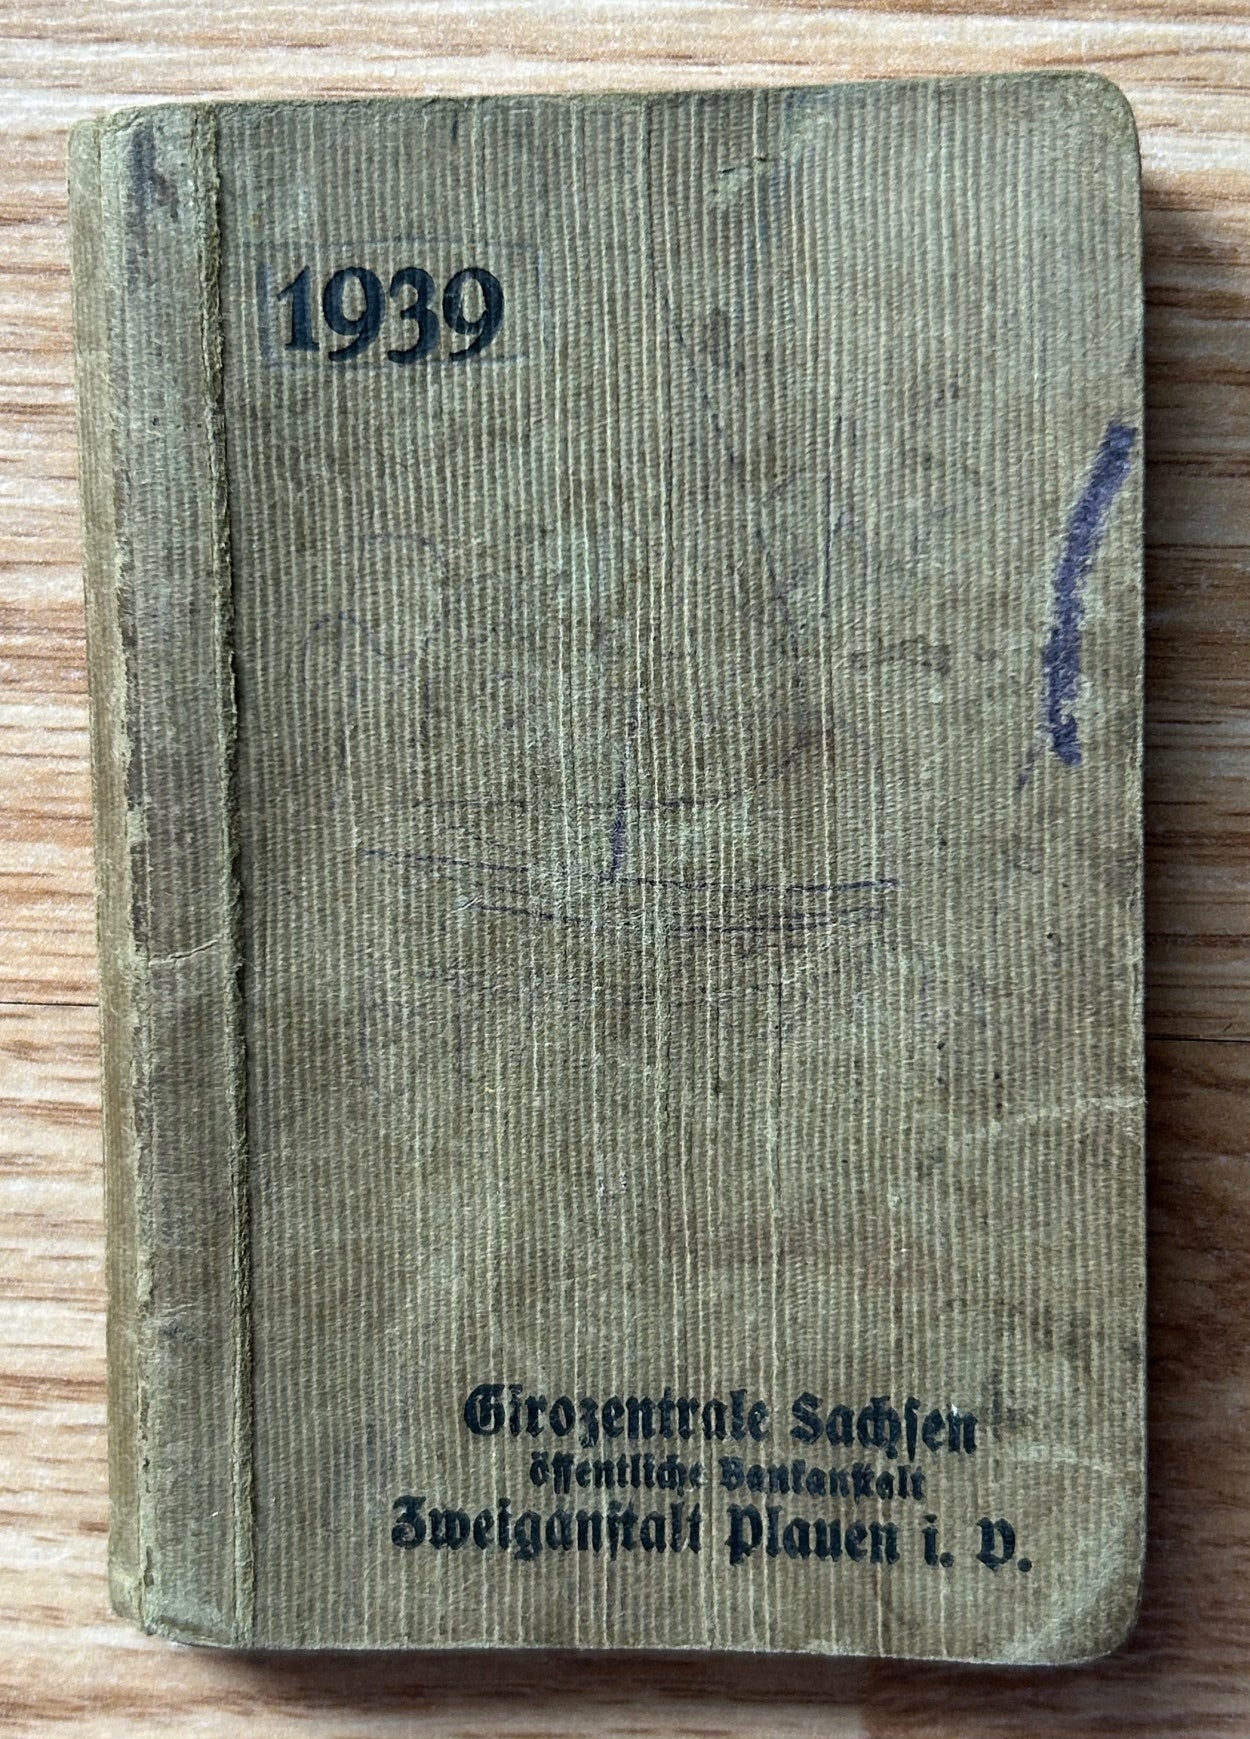 1939
Girozentrale Sachsen
öffentliche Bankanstalt
Zweiganstalt Plauen i. V.